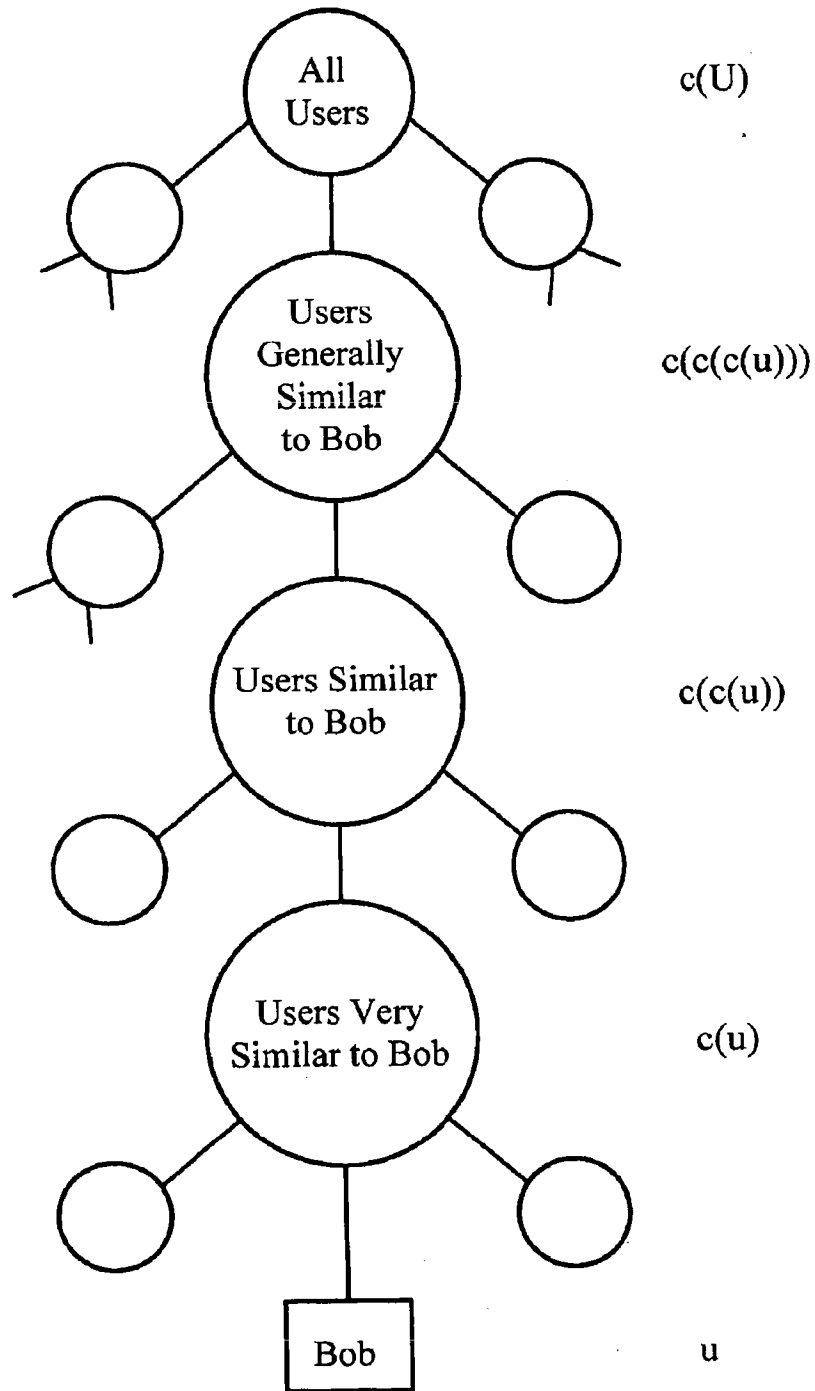 All
Users
c(U)
Users
Generally
Similar
to Bob
c(c(c(u)))
Users Similar
to Bob
c(c(u))
Users Very
Similar to Bob
c(u)
Bob
u